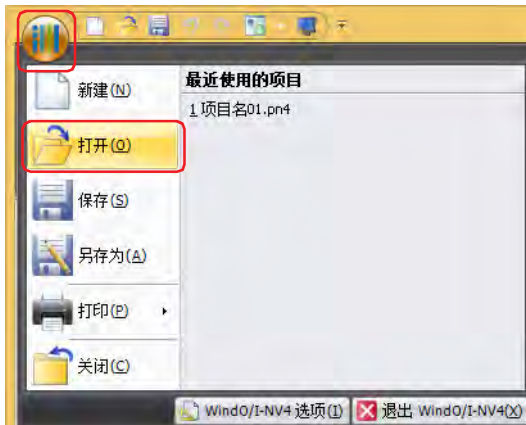 新建(N)
打开(O)
保存(S)
另存为(A)
打印(P)
关闭(C)
最近使用的项目
1 项目名01.pn4
WindO/I-NV4 选项(I)
退出 WindO/I-NV4(X)